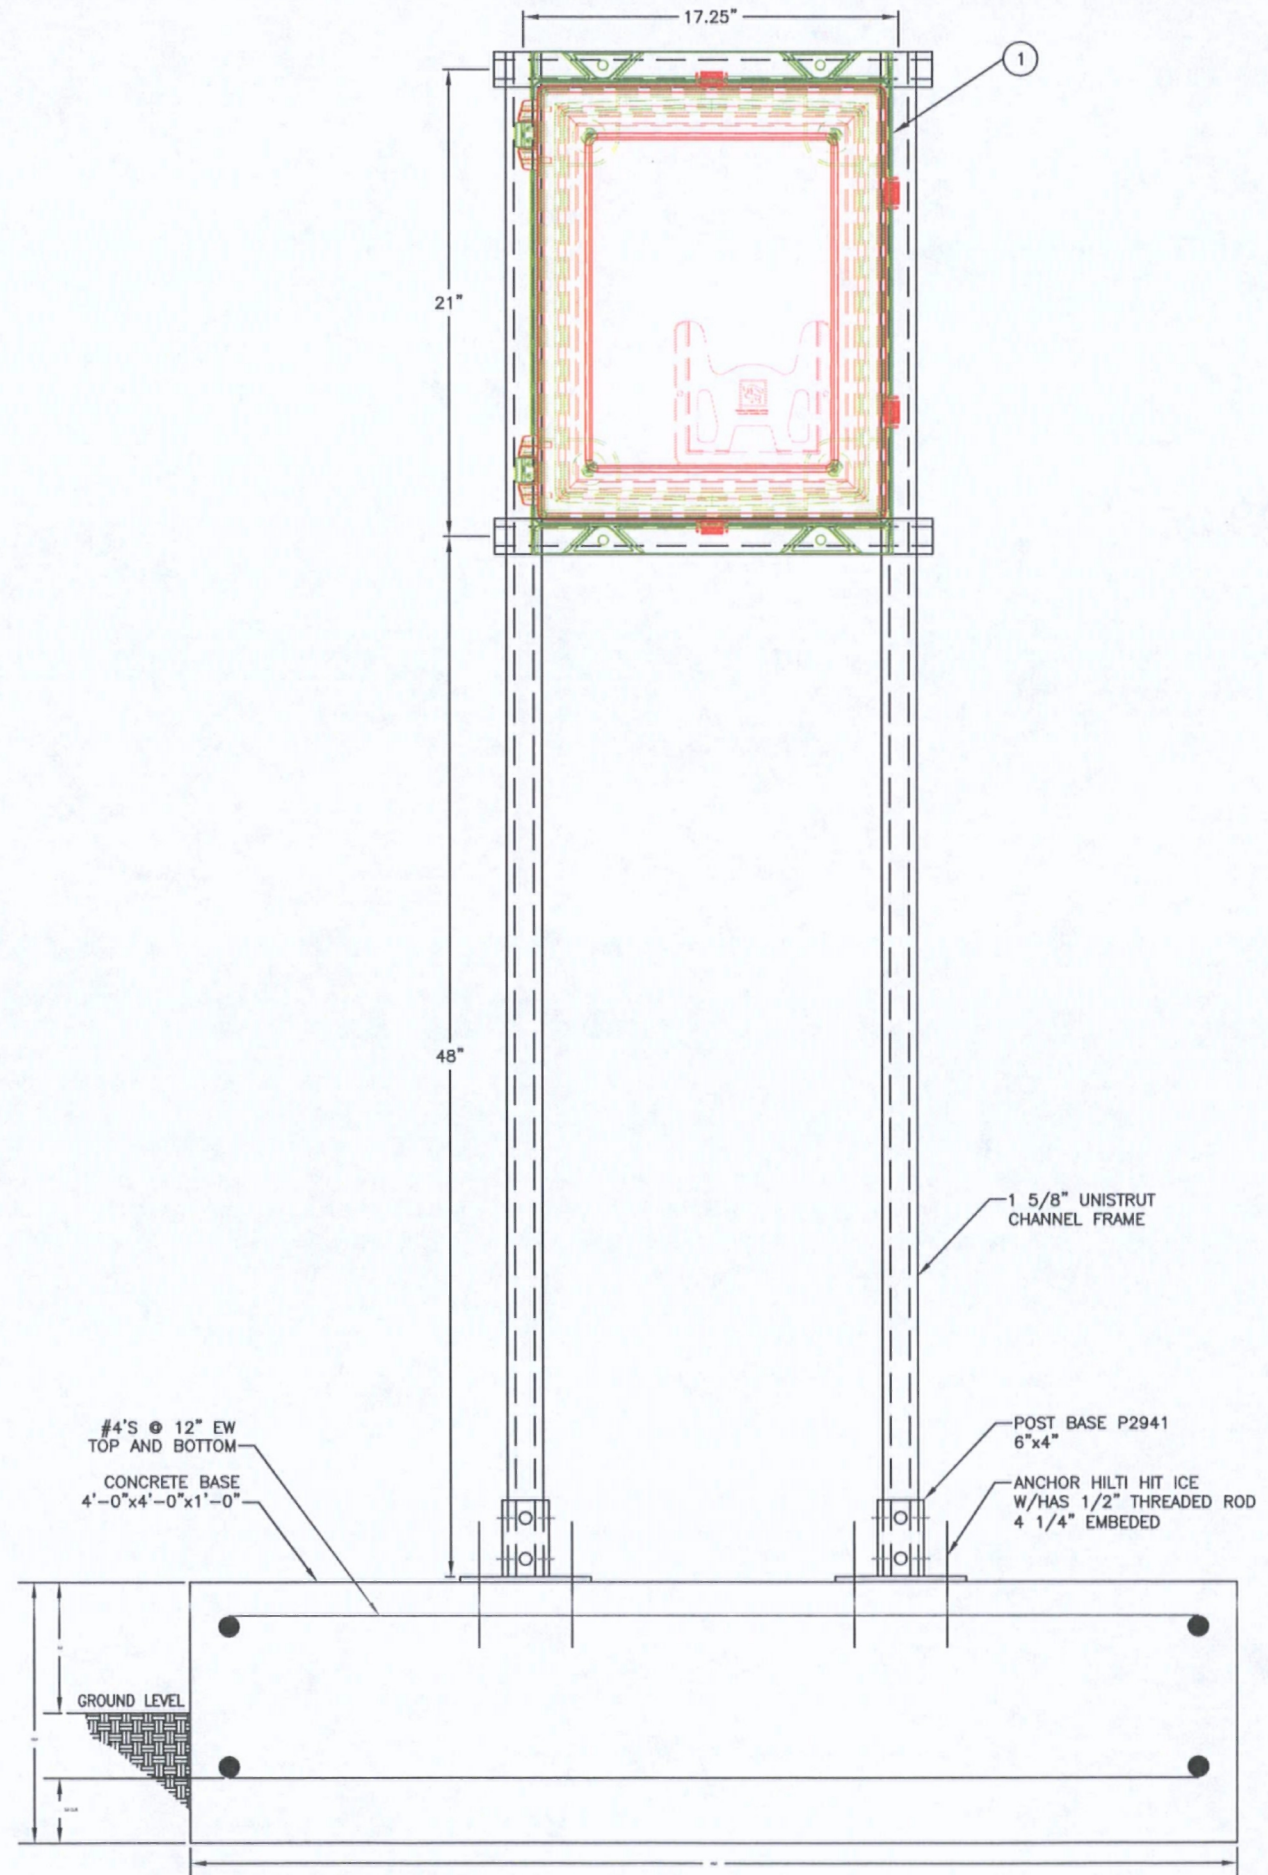 17.25"
1
21"
48"
1 5/8" UNISTRUT
CHANNEL FRAME
#4'S @ 12" EW
TOP AND BOTTOM
CONCRETE BASE
4'-0"x4'-0"x1'-0"
POST BASE P2941
6"x4"
ANCHOR HILTI HIT ICE
W/HAS 1/2" THREADED ROD
4 1/4" EMBEDED
GROUND LEVEL